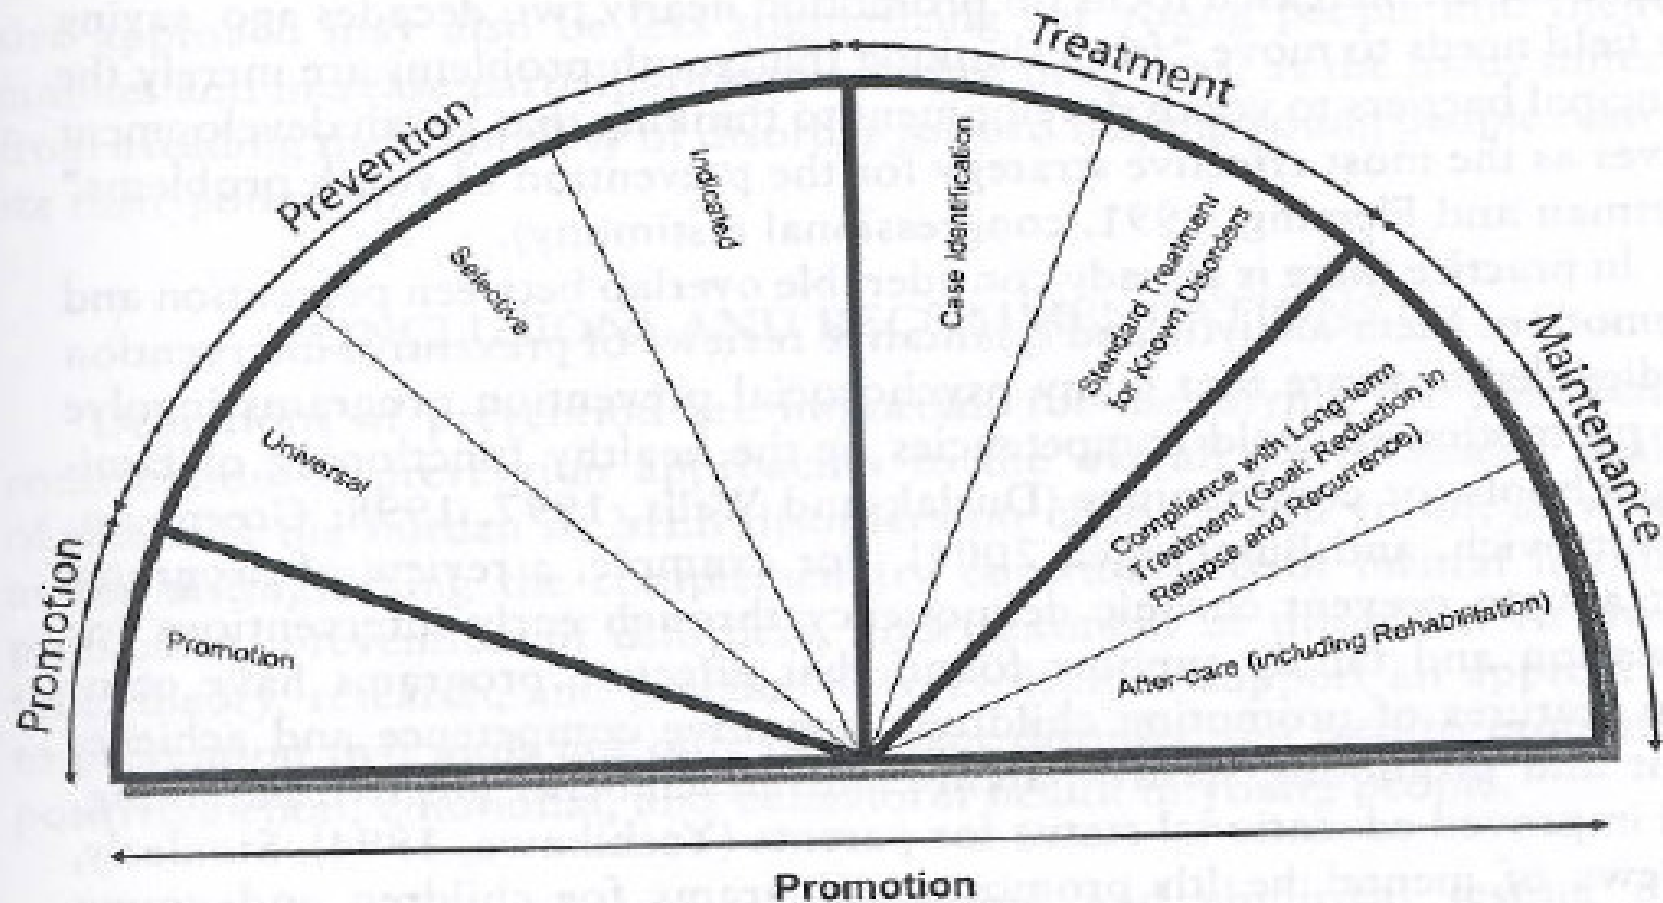 Treatment
Prevention
Maintenance
Promotion
Promotion
Universal
Selective
Indicated
Case Identification
Standard Treatment
for Known Disorders
Compliance with Long-term
Treatment (Goal: Reduction in
Relapse and Recurrence)
After-care (including Rehabilitation)
Promotion